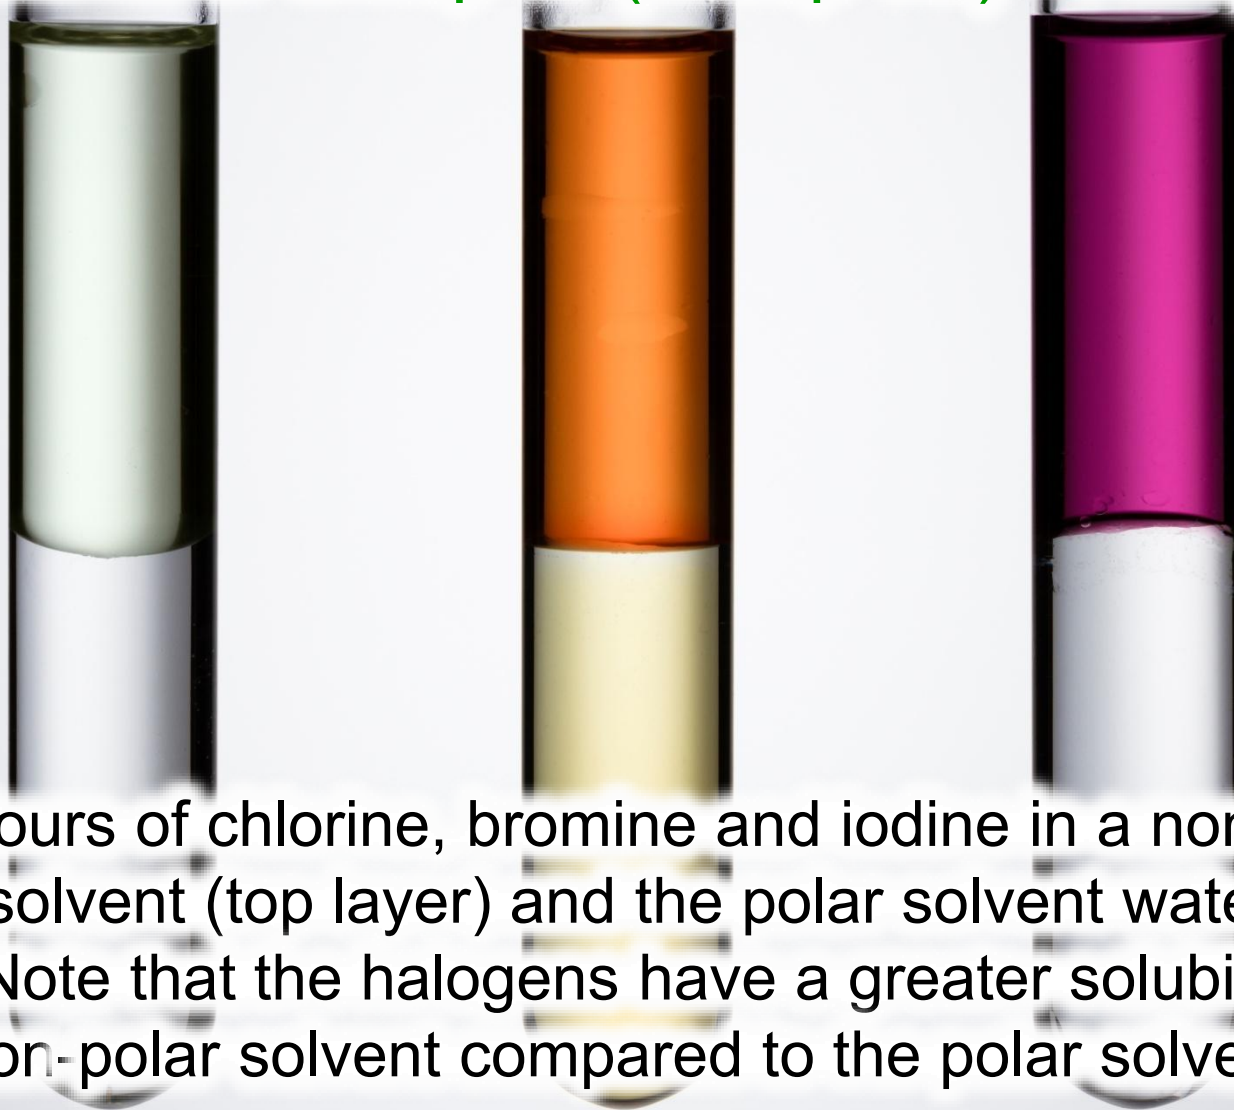 ours of chlorine, bromine and iodine in a non
solvent (top layer) and the polar solvent wate
Note that the halogens have a greater solubi
on-polar solvent compared to the polar solve